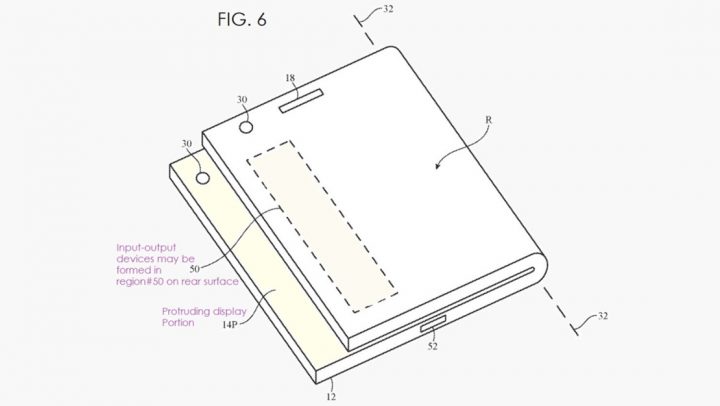 FIG. 6
32
18
30
R
30
Input-output
devices may be
formed in
region#50 on rear surface
50
Protruding display
Portion
14P
32
52
12